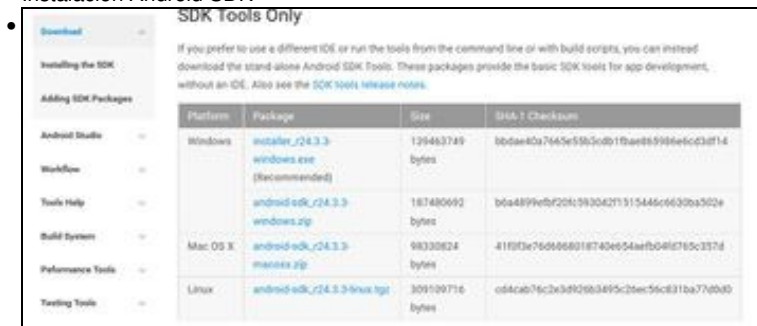 Instalación Android SDK
•
Download
Installing the SDK
Adding SDK Packages
Android Studio
Workflow
Tools Help
Build System
Peformance Tools
Testing Tools
SDK Tools Only
If you prefer to use a different IDE or run the tools from the command line or with build scripts, you can instead
download the stand-alone Android SDK Tools. These packages provide the basic SDK tools for app development,
without an IDE. Also see the SDK tools release notes.
Platform Package Size SHA-1 Checksum
Windows installer_r24.3.3- 139463749
windows.exe bytes
(Recommended)
android-sdk_r24.3.3- 187480692
windows.zip bytes
Mac OS X android-sdk_r24.3.3- 98330824
macosx.zip bytes
Linux android-sdk_r24.3.3-linux.tgz 309109716
bytes